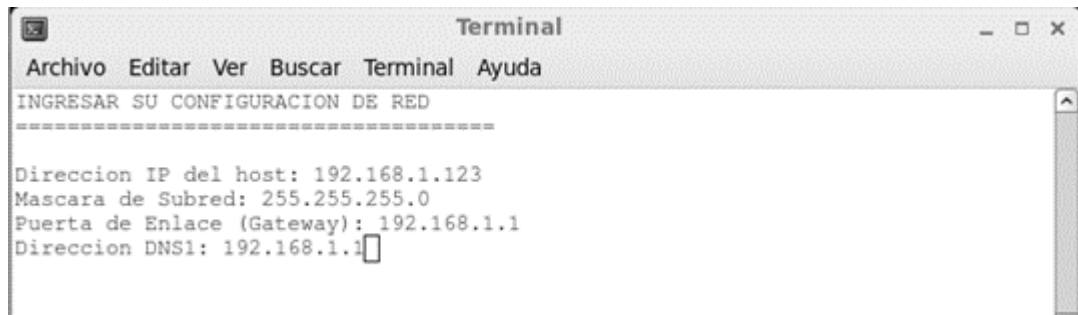 Terminal
Archivo Editar Ver Buscar Terminal Ayuda
INGRESAR SU CONFIGURACION DE RED
=====================================
Direccion IP del host: 192.168.1.123
Mascara de Subred: 255.255.255.0
Puerta de Enlace (Gateway): 192.168.1.1
Direccion DNS1: 192.168.1.1